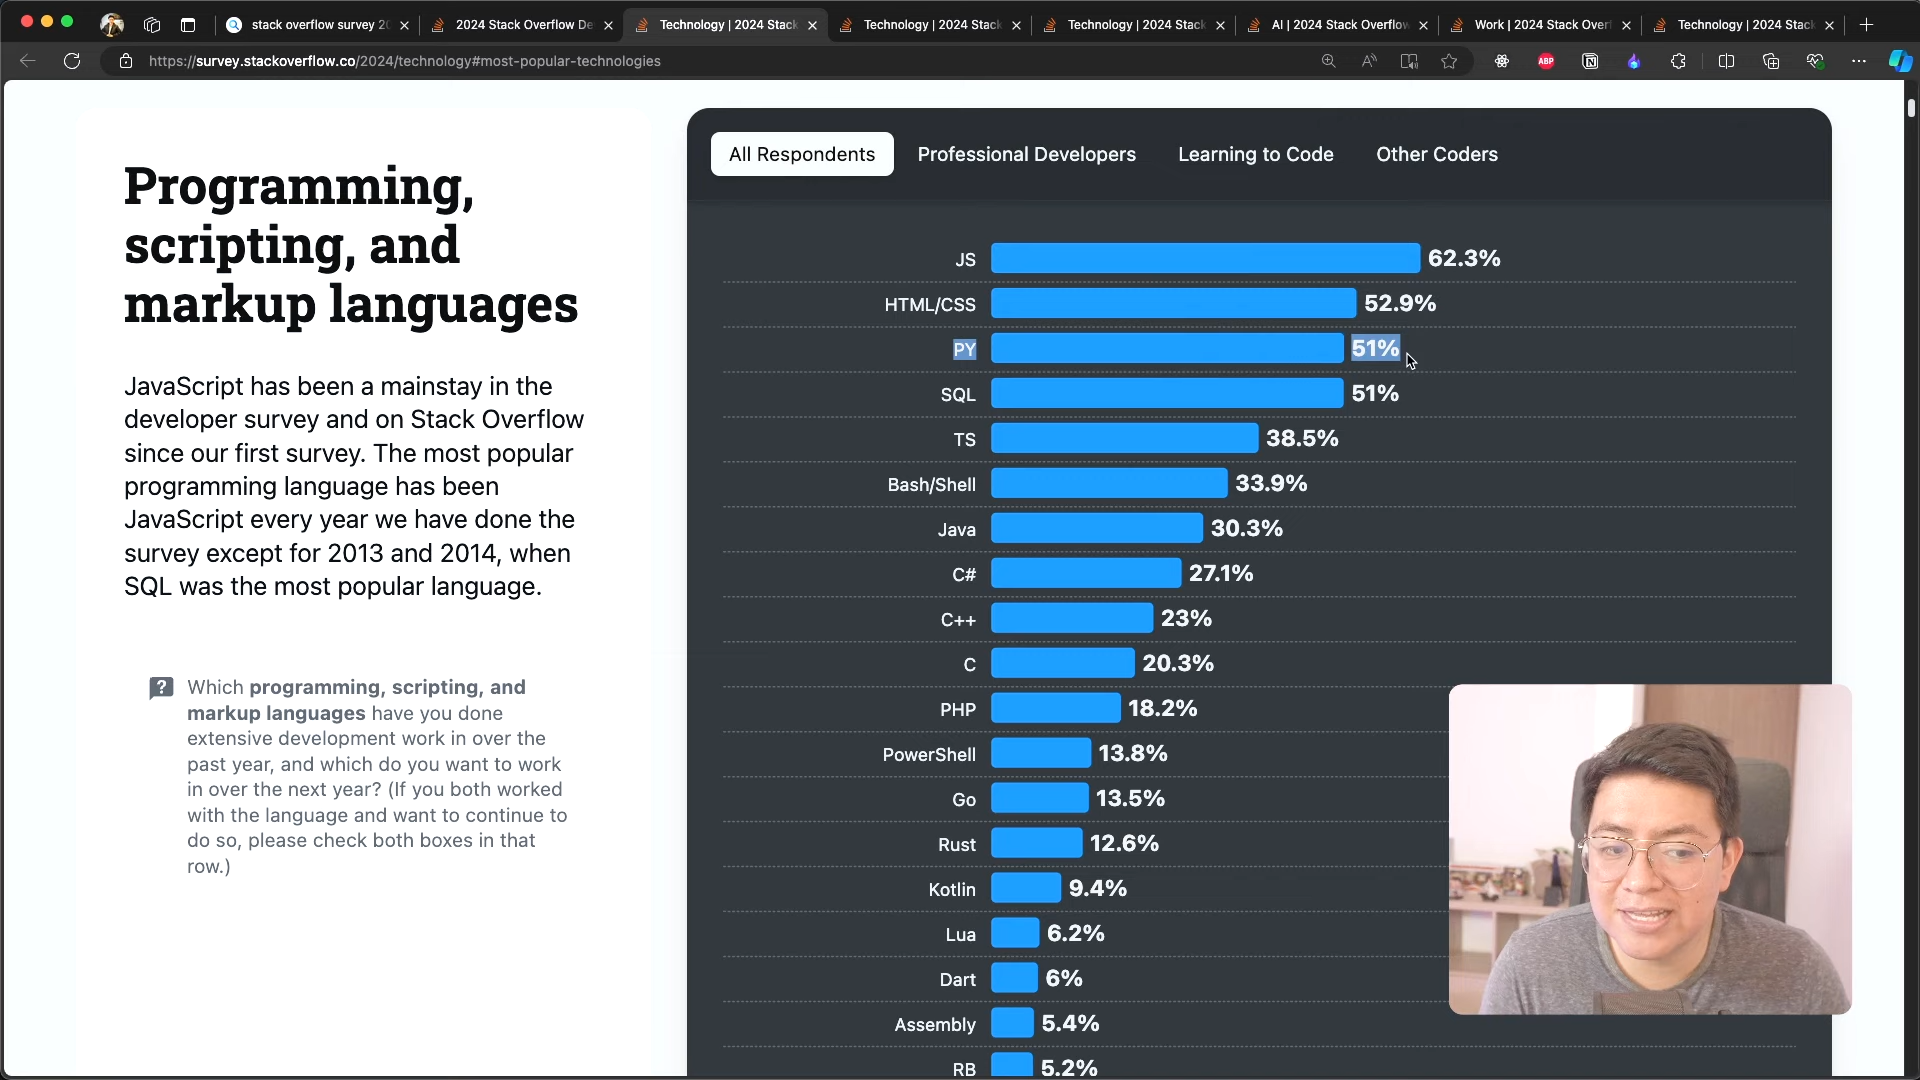 stack overflow survey 20
2024 Stack Overflow De
Technology | 2024 Stack
Technology | 2024 Stack
Technology | 2024 Stack
AI | 2024 Stack Overflow
Work | 2024 Stack Overf
Technology | 2024 Stack
https://survey.stackoverflow.co/2024/technology#most-popular-technologies
ABP
Programming,
scripting, and
markup languages
JavaScript has been a mainstay in the
developer survey and on Stack Overflow
since our first survey. The most popular
programming language has been
JavaScript every year we have done the
survey except for 2013 and 2014, when
SQL was the most popular language.
? Which programming, scripting, and
markup languages have you done
extensive development work in over the
past year, and which do you want to work
in over the next year? (If you both worked
with the language and want to continue to
do so, please check both boxes in that
row.)
All Respondents Professional Developers Learning to Code Other Coders
JS 62.3%
HTML/CSS 52.9%
PY 51%
SQL 51%
TS 38.5%
Bash/Shell 33.9%
Java 30.3%
C# 27.1%
C++ 23%
C 20.3%
PHP 18.2%
PowerShell 13.8%
Go 13.5%
Rust 12.6%
Kotlin 9.4%
Lua 6.2%
Dart 6%
Assembly 5.4%
RB 5.2%